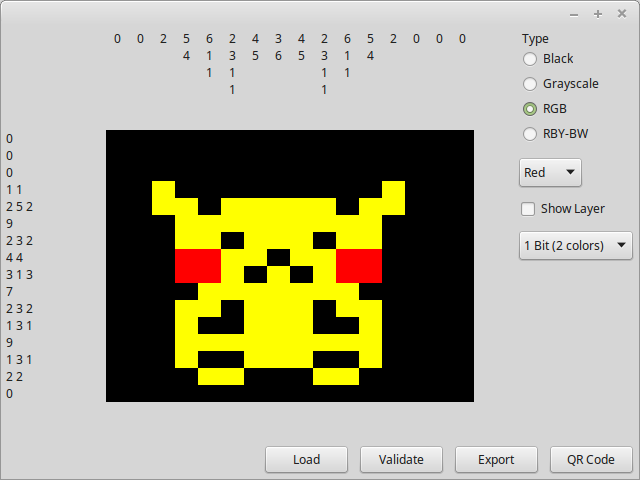 0 0 2 5 6 2 4 3 4 2 6 5 2 0 0 0
4 1 3 5 6 5 3 1 4
1 1 1 1
1 1
Type
Black
Grayscale
RGB
RBY-BW
Red
Show Layer
1 Bit (2 colors)
0
0
0
1 1
2 5 2
9
2 3 2
4 4
3 1 3
7
2 3 2
1 3 1
9
1 3 1
2 2
0
Load Validate Export QR Code